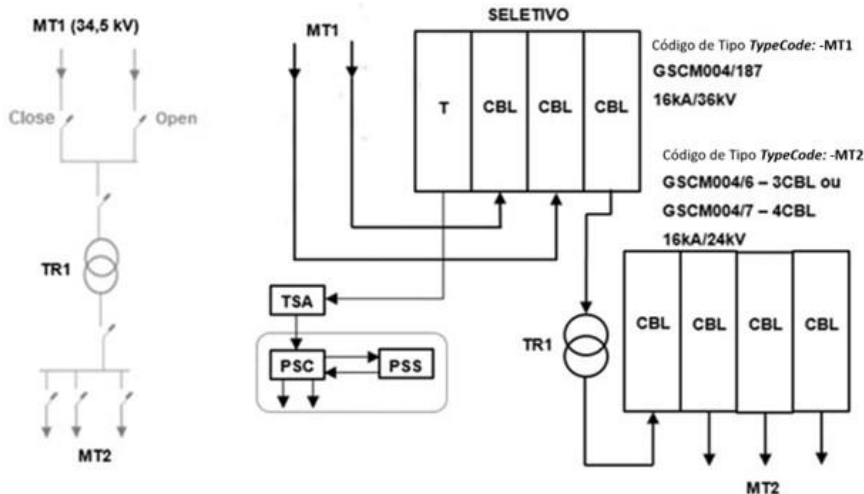 MT1 (34,5 kV)
Close
Open
TR1
MT2
SELETIVO
MT1
T
CBL
CBL
CBL
Código de Tipo TypeCode: -MT1
GSCM004/187
16kA/36kV
Código de Tipo TypeCode: -MT2
GSCM004/6 – 3CBL ou
GSCM004/7 – 4CBL
16kA/24kV
TSA
PSC
PSS
TR1
CBL
CBL
CBL
CBL
MT2